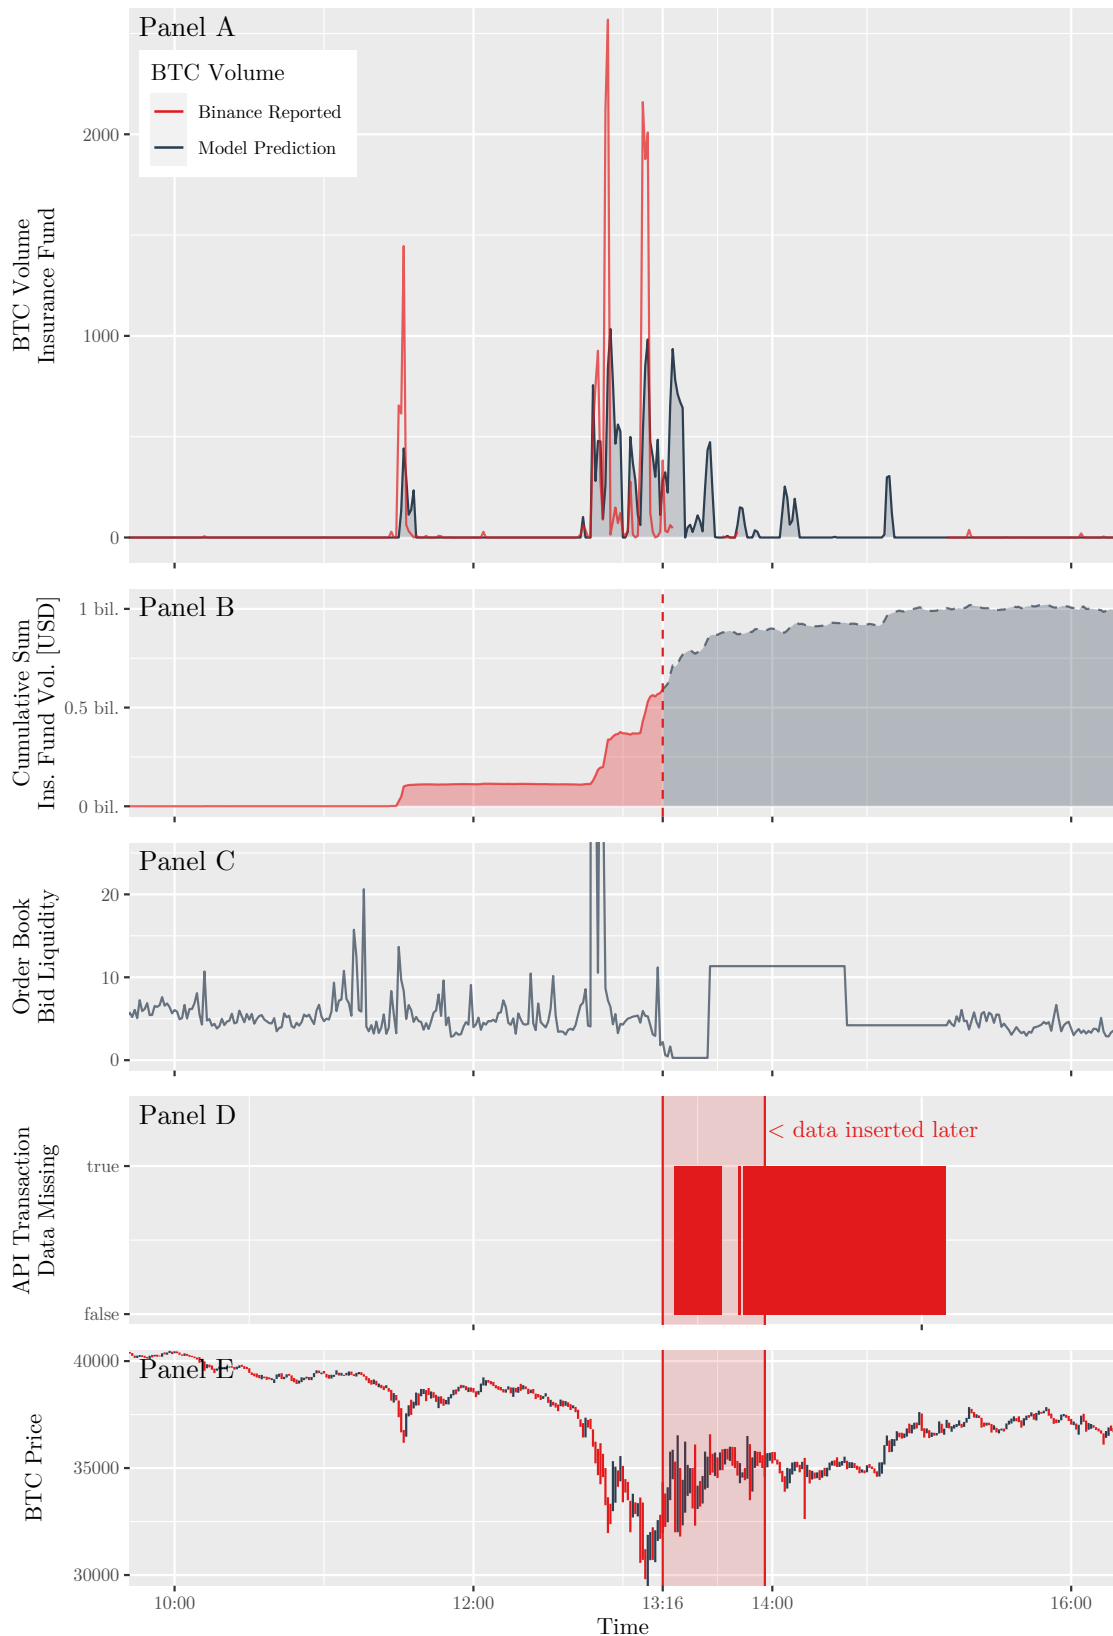 Panel A
BTC Volume
Binance Reported
Model Prediction
BTC Volume
Insurance Fund
2000
1000
0
Panel B
Cumulative Sum
Ins. Fund Vol. [USD]
1 bil.
0.5 bil.
0 bil.
Panel C
Order Book
Bid Liquidity
20
10
0
Panel D
API Transaction
Data Missing
true
false
< data inserted later
Panel E
BTC Price
40000
35000
30000
10:00
12:00
13:16
14:00
16:00
Time